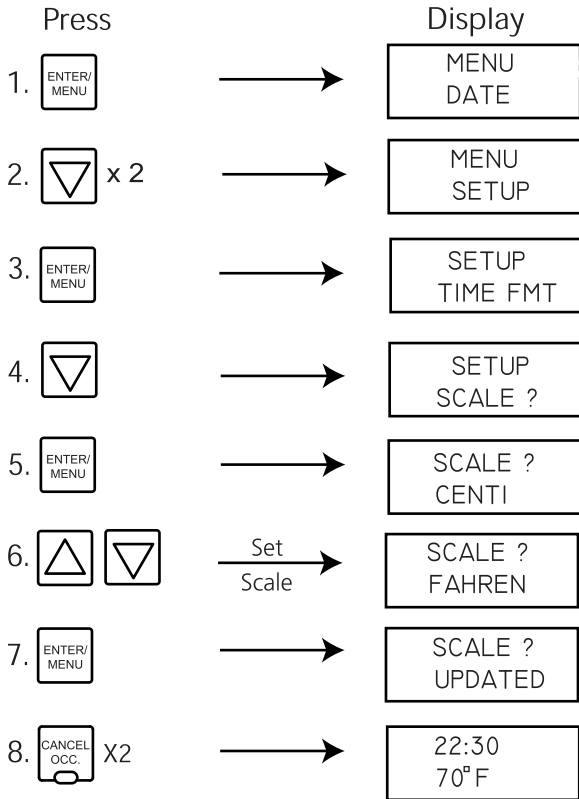 Press Display
1. ENTER/ MENU
MENU
DATE
2. x 2
MENU
SETUP
3. ENTER/ MENU
SETUP
TIME FMT
4.
SETUP
SCALE ?
5. ENTER/ MENU
SCALE ?
CENTI
6.
Set
Scale
SCALE ?
FAHREN
7. ENTER/ MENU
SCALE ?
UPDATED
8. CANCEL OCC. X2
22:30
70° F